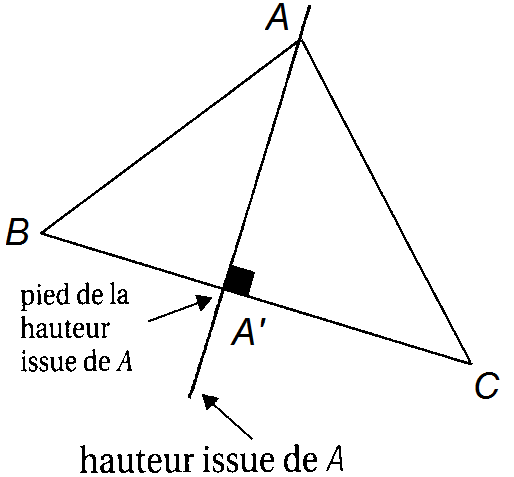 A
B
pied de la
hauteur
issue de A
A'
C
hauteur issue de A